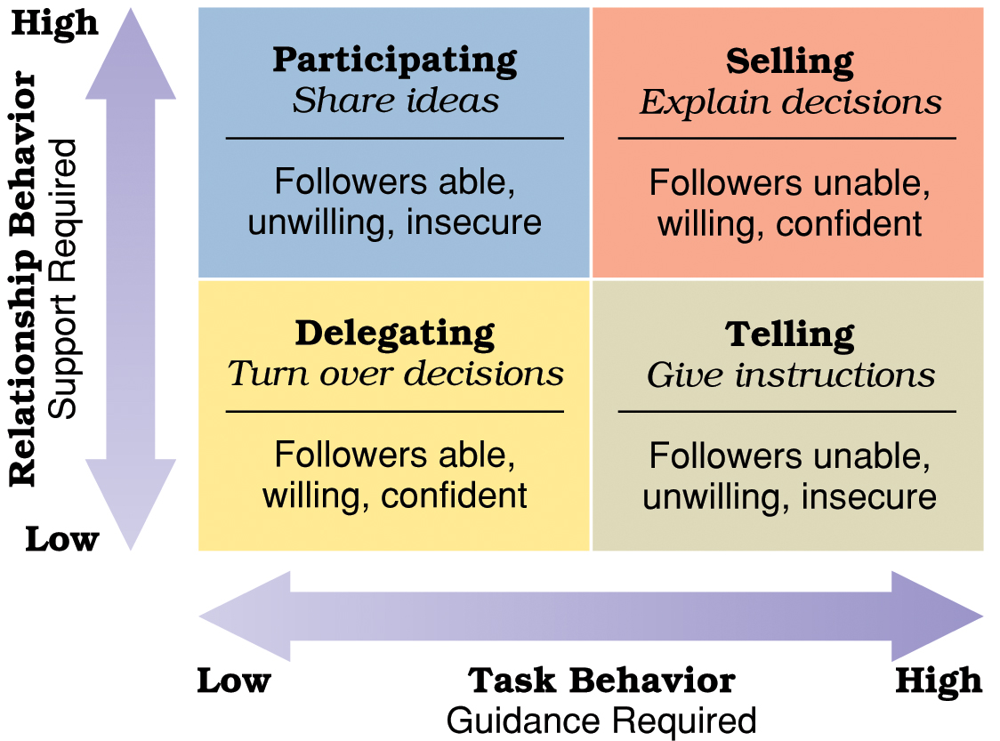 High
Relationship Behavior
Support Required
Low
Participating
Share ideas
Followers able,
unwilling, insecure
Selling
Explain decisions
Followers unable,
willing, confident
Delegating
Turn over decisions
Followers able,
willing, confident
Telling
Give instructions
Followers unable,
unwilling, insecure
Low
Task Behavior
High
Guidance Required